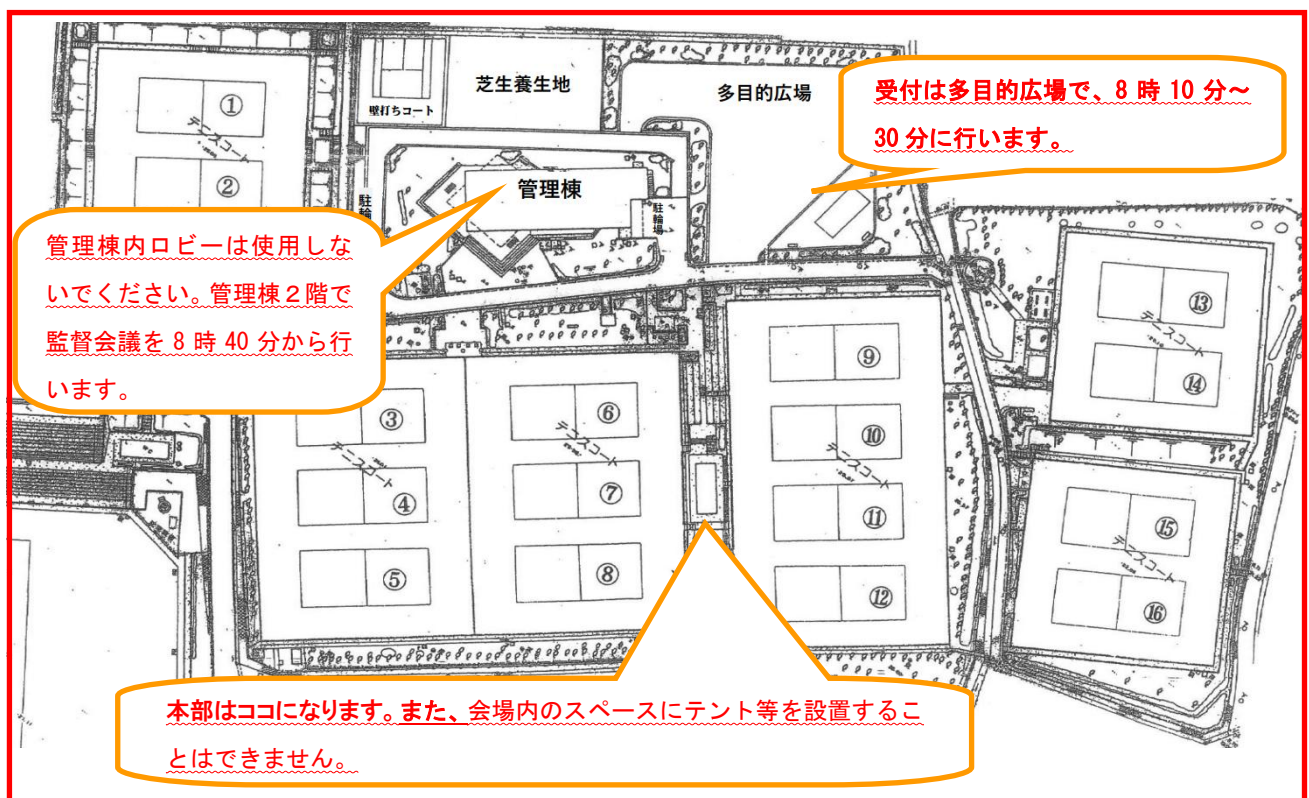 ①
②
テニスコート
壁打ちコート
芝生養生地
多目的広場
受付は多目的広場で、8 時 10 分～
30 分に行います。
管理棟
駐輪場
駐輪場
管理棟内ロビーは使用しな
いでください。管理棟２階で
監督会議を 8 時 40 分から行
います。
③
④
⑤
テニスコート
⑥
⑦
⑧
テニスコート
⑨
⑩
⑪
⑫
テニスコート
⑬
⑭
テニスコート
⑮
⑯
テニスコート
本部はココになります。また、会場内のスペースにテント等を設置するこ
とはできません。